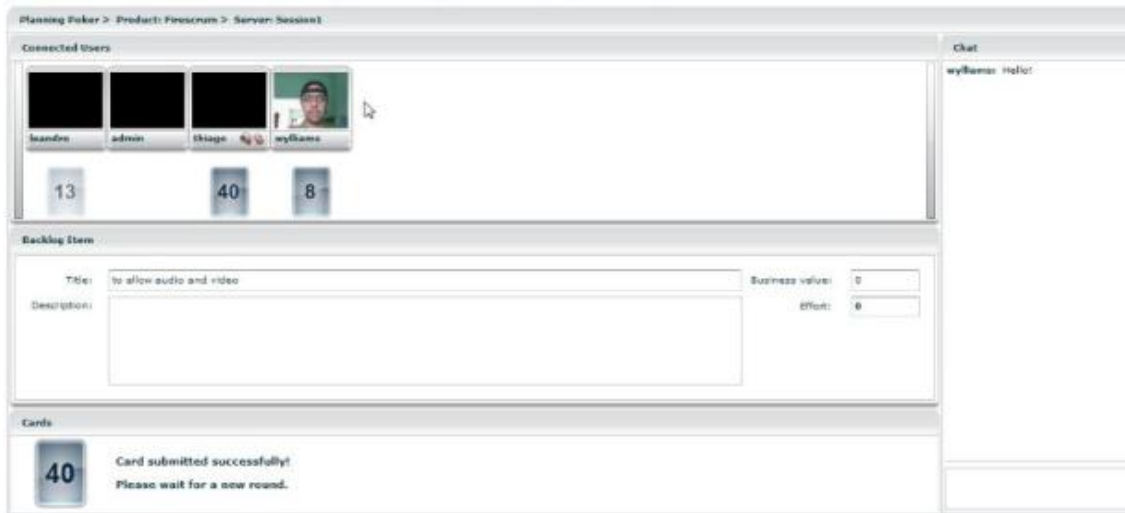 Planning Poker > Product: Firescrum > Server: Session1
Connected Users
leandro admin thiago wylliams
13 40 8
Backlog Item
Title: to allow audio and video Business value: 0
Description: Effort: 0
Cards
40 Card submitted successfully!
Please wait for a new round.
Chat
wylliams: Hello!